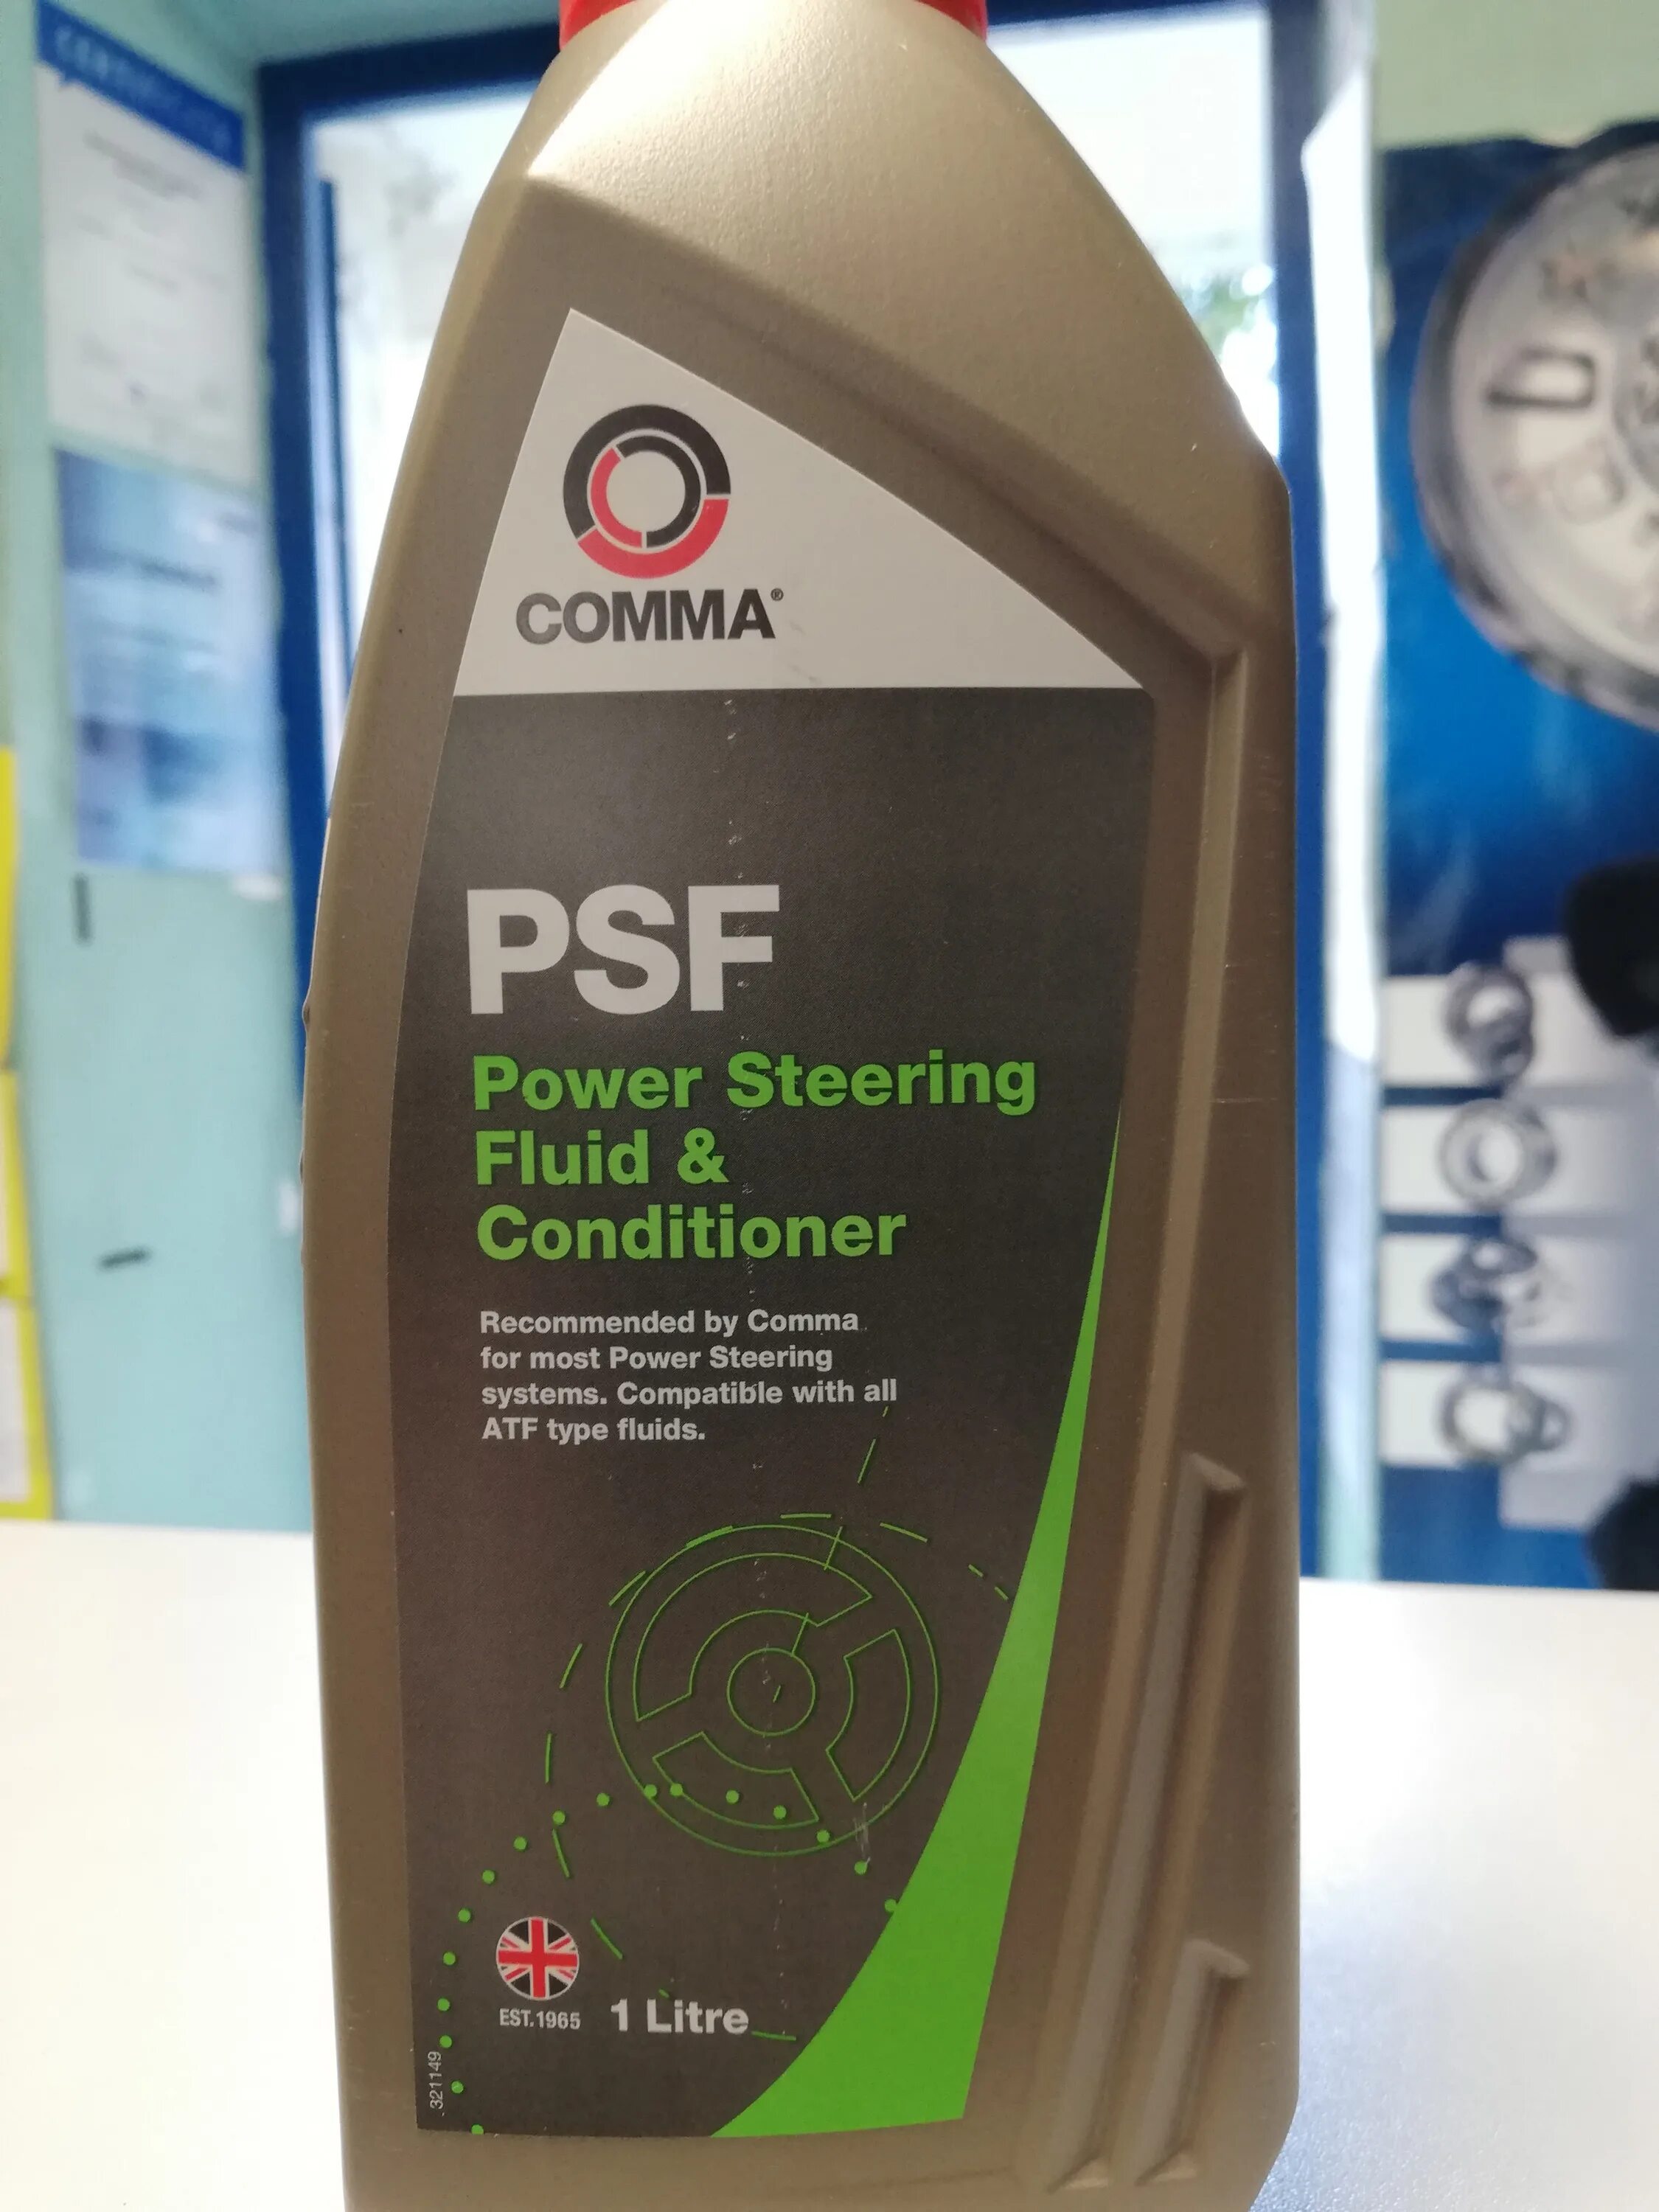 COMMA®
PSF
Power Steering
Fluid &
Conditioner
Recommended by Comma
for most Power Steering
systems. Compatible with all
ATF type fluids.
EST.1965
1 Litre
321149